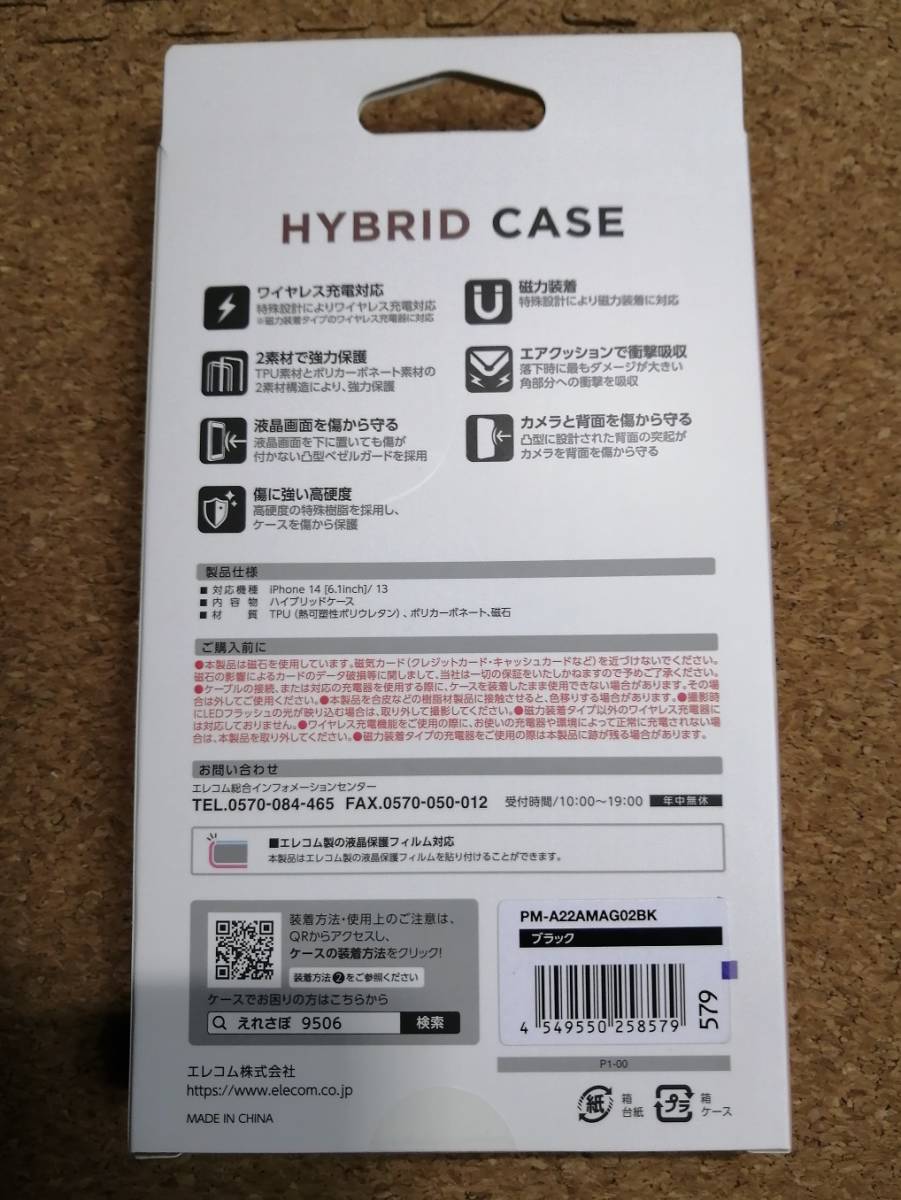 HYBRID CASE
ワイヤレス充電対応
特殊設計によりワイヤレス充電対応
※磁力装着タイプのワイヤレス充電器に対応
磁力装着
特殊設計により磁力装着に対応
2素材で強力保護
TPU素材とポリカーボネート素材の
2素材構造により、強力保護
エアクッションで衝撃吸収
落下時に最もダメージが大きい
角部分への衝撃を吸収
液晶画面を傷から守る
液晶画面を下に置いても傷が
付かない凸型ベゼルガードを採用
カメラと背面を傷から守る
凸型に設計された背面の突起が
カメラを背面を傷から守る
傷に強い高硬度
高硬度の特殊樹脂を採用し、
ケースを傷から保護
製品仕様
■対応機種 iPhone 14 [6.1inch]/ 13
■内容物 ハイブリッドケース
■材質 TPU(熱可塑性ポリウレタン)、ポリカーボネート、磁石
ご購入前に
●本製品は磁石を使用しています。磁気カード(クレジットカード・キャッシュカードなど)を近づけないでください。
磁石の影響によるカードのデータ破損等に関しまして、当社は一切の保証をいたしかねますので予めご了承ください。
●ケーブルの接続、または対応の充電器を使用する際に、ケースを装着したまま使用できない場合があります。その場
合は外してご使用ください。●本製品を合皮などの樹脂材製品に接触させると、色移りする場合があります。●撮影時
にLEDフラッシュの光が映り込む場合は、取り外して撮影してください。●磁力装着タイプ以外のワイヤレス充電器に
は対応しておりません。●ワイヤレス充電機能をご使用の際に、お使いの充電器や環境によって正常に充電されない場
合は、本製品を取り外してください。●磁力装着タイプの充電器をご使用の際は本製品に跡が残る場合があります。
お問い合わせ
エレコム総合インフォメーションセンター
TEL.0570-084-465 FAX.0570-050-012 受付時間/10:00~19:00 年中無休
■エレコム製の液晶保護フィルム対応
本製品はエレコム製の液晶保護フィルムを貼り付けることができます。
装着方法・使用上のご注意は、
QRからアクセスし、
ケースの装着方法をクリック!
装着方法❷をご参照ください
ケースでお困りの方はこちらから
えれさぽ 9506 検索
PM-A22AMAG02BK
ブラック
4 549550 258579
579
P1-00
エレコム株式会社
https://www.elecom.co.jp
MADE IN CHINA
紙 箱
台紙
プラ 箱
ケース